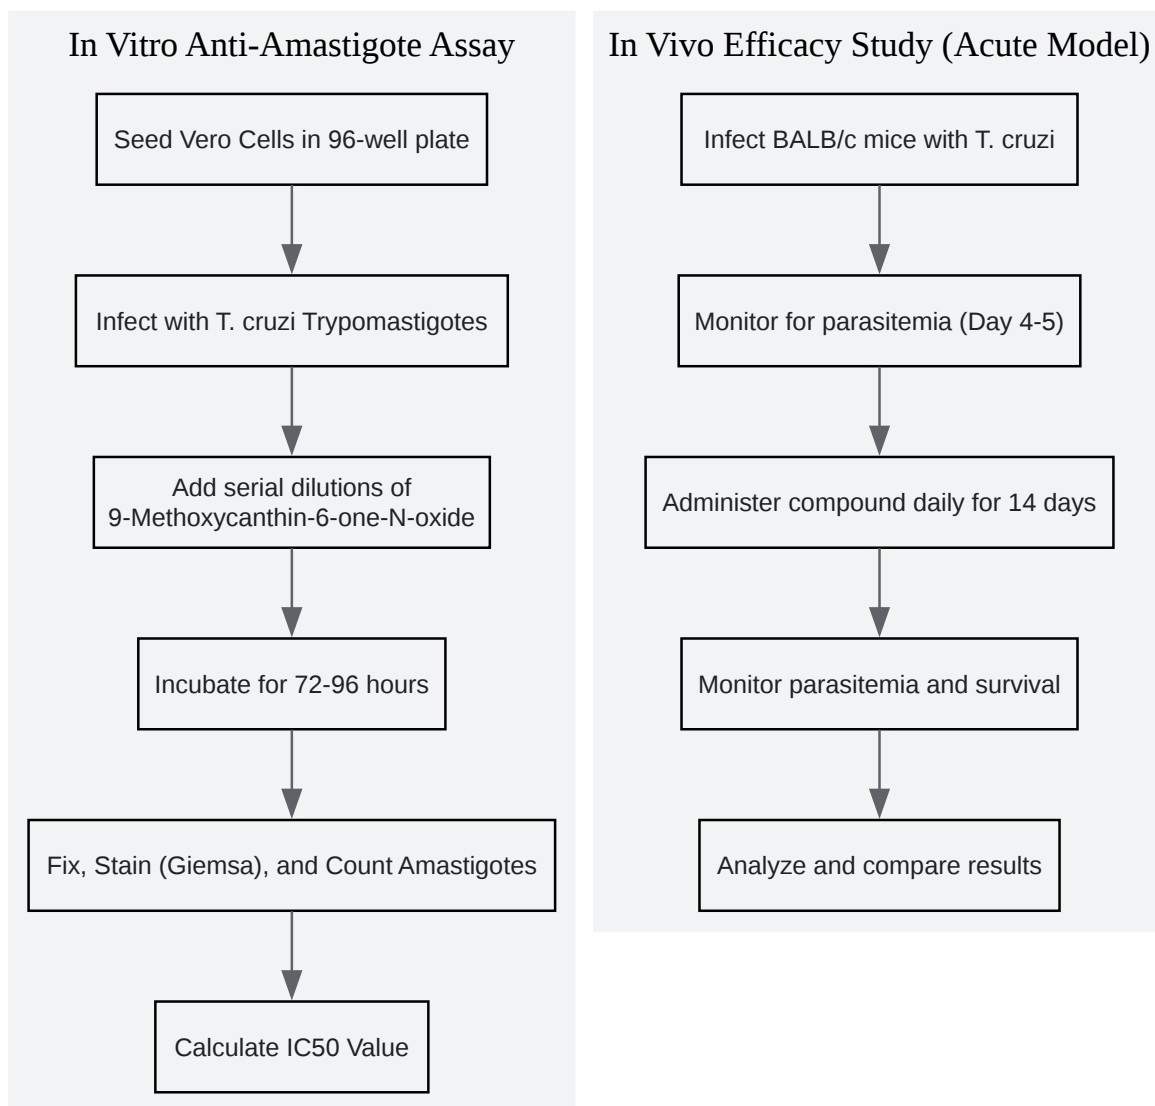 In Vitro Anti-Amastigote Assay
Seed Vero Cells in 96-well plate
Infect with T. cruzi Trypomastigotes
Add serial dilutions of
9-Methoxycanthin-6-one-N-oxide
Incubate for 72-96 hours
Fix, Stain (Giemsa), and Count Amastigotes
Calculate IC50 Value
In Vivo Efficacy Study (Acute Model)
Infect BALB/c mice with T. cruzi
Monitor for parasitemia (Day 4-5)
Administer compound daily for 14 days
Monitor parasitemia and survival
Analyze and compare results